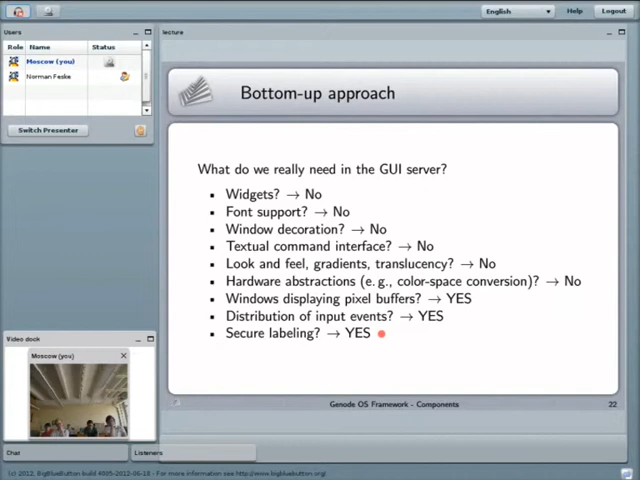 English
Help
Logout
Users
Role Name Status
Moscow (you)
Norman Feske
Switch Presenter
lecture
Bottom-up approach
What do we really need in the GUI server?
▪ Widgets? → No
▪ Font support? → No
▪ Window decoration? → No
▪ Textual command interface? → No
▪ Look and feel, gradients, translucency? → No
▪ Hardware abstractions (e. g., color-space conversion)? → No
▪ Windows displaying pixel buffers? → YES
▪ Distribution of input events? → YES
▪ Secure labeling? → YES
Genode OS Framework - Components
22
Video dock
Moscow (you)
Chat
Listeners
(c) 2012, BigBlueButton build 4005-2012-06-18 - For more information see http://www.bigbluebutton.org/